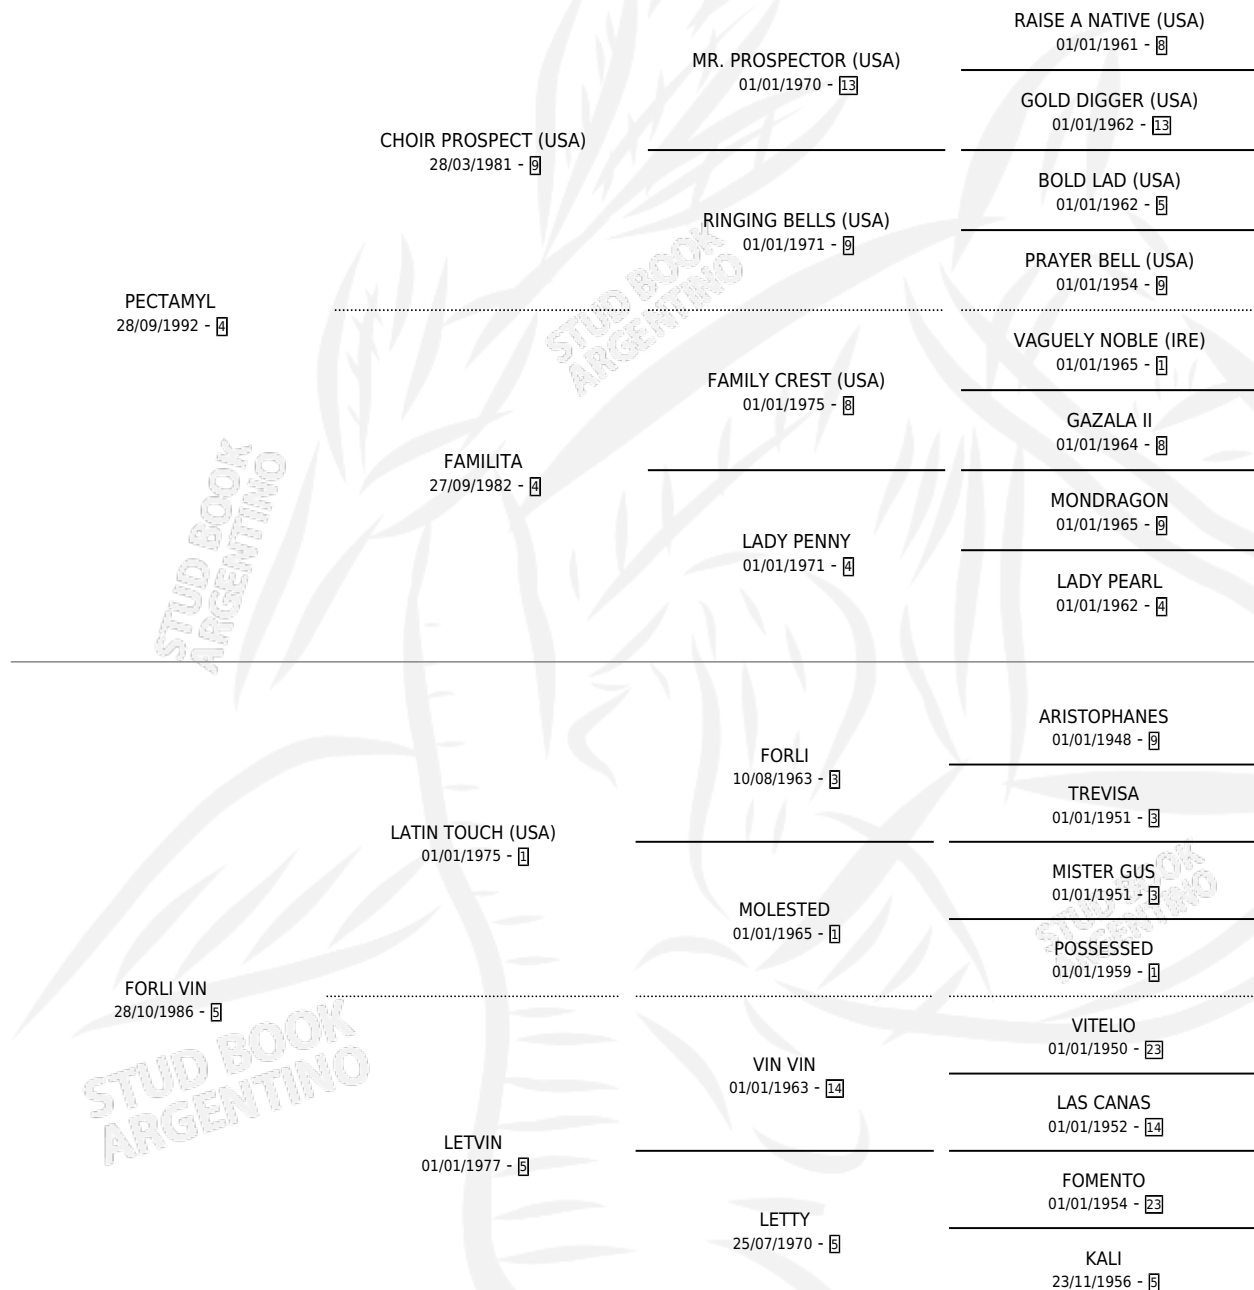 RAISE A NATIVE (USA)
01/01/1961 - 8
MR. PROSPECTOR (USA)
01/01/1970 - 13
GOLD DIGGER (USA)
01/01/1962 - 13
CHOIR PROSPECT (USA)
28/03/1981 - 9
BOLD LAD (USA)
01/01/1962 - 5
RINGING BELLS (USA)
01/01/1971 - 9
PRAYER BELL (USA)
01/01/1954 - 9
PECTAMYL
28/09/1992 - 4
STUD BOOK
ARGENTINO
VAGUELY NOBLE (IRE)
01/01/1965 - 1
FAMILY CREST (USA)
01/01/1975 - 8
GAZALA II
01/01/1964 - 8
FAMILITA
27/09/1982 - 4
MONDRAGON
01/01/1965 - 9
LADY PENNY
01/01/1971 - 4
LADY PEARL
01/01/1962 - 4
STUD BOOK
ARGENTINO
ARISTOPHANES
01/01/1948 - 9
FORLI
10/08/1963 - 3
TREVISA
01/01/1951 - 3
LATIN TOUCH (USA)
01/01/1975 - 1
MISTER GUS
01/01/1951 - 3
MOLESTED
01/01/1965 - 1
STUD BOOK
ARGENTINO
POSSESSED
01/01/1959 - 1
FORLI VIN
28/10/1986 - 5
STUD BOOK
ARGENTINO
VITELIO
01/01/1950 - 23
VIN VIN
01/01/1963 - 14
LAS CANAS
01/01/1952 - 14
LETVIN
01/01/1977 - 5
FOMENTO
01/01/1954 - 23
LETTY
25/07/1970 - 5
KALI
23/11/1956 - 5